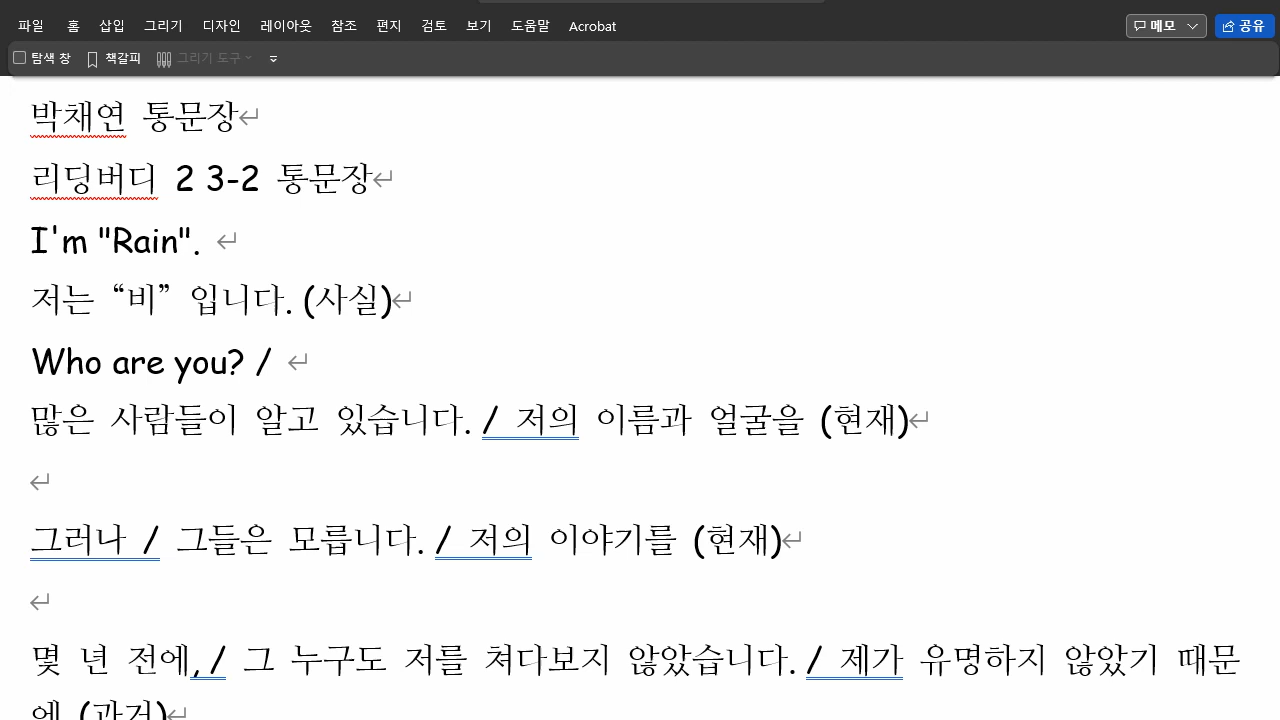 파일 홈 삽입 그리기 디자인 레이아웃 참조 편지 검토 보기 도움말 Acrobat 메모 공유
탐색 창 책갈피 그리기 도구
박채연 통문장
리딩버디 2 3-2 통문장
I'm "Rain".
저는 “비” 입니다. (사실)
Who are you? /
많은 사람들이 알고 있습니다. / 저의 이름과 얼굴을 (현재)
그러나 / 그들은 모릅니다. / 저의 이야기를 (현재)
몇 년 전에, / 그 누구도 저를 쳐다보지 않았습니다. / 제가 유명하지 않았기 때문
에 (과거)